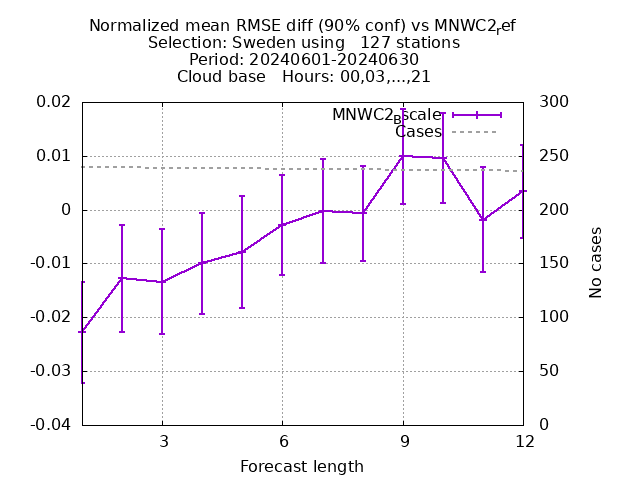 Normalized mean RMSE diff (90% conf) vs MNWC2ref
Selection: Sweden using   127 stations
Period: 20240601-20240630
Cloud base   Hours: 00,03,...,21
MNWC2Bscale
Cases
0.02
0.01
0
-0.01
-0.02
-0.03
-0.04
300
250
200
150
100
50
0
No cases
3
6
9
12
Forecast length